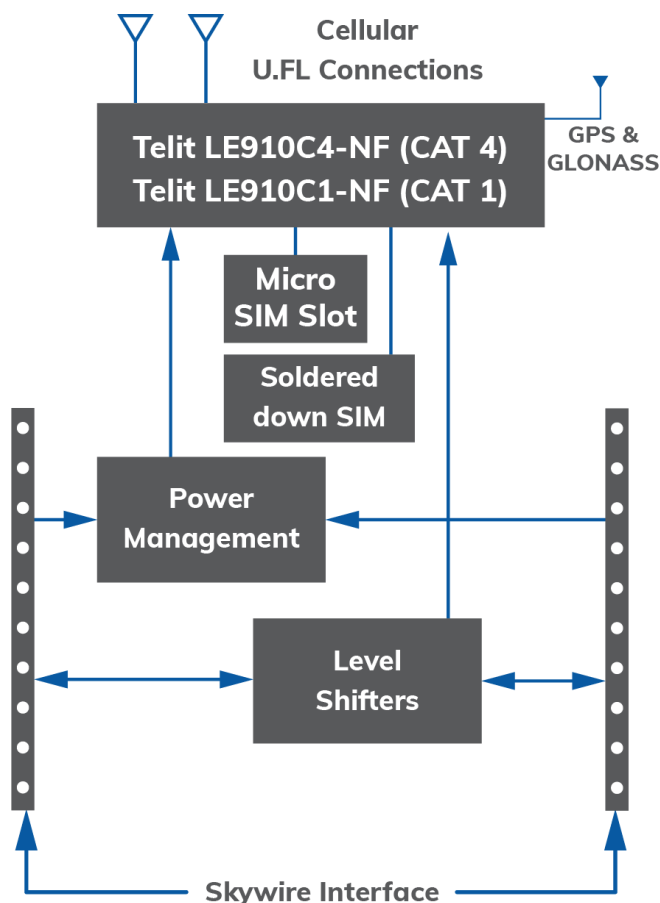 Cellular
U.FL Connections
GPS &
GLONASS
Telit LE910C4-NF (CAT 4)
Telit LE910C1-NF (CAT 1)
Micro
SIM Slot
Soldered
down SIM
Power
Management
Level
Shifters
Skywire Interface